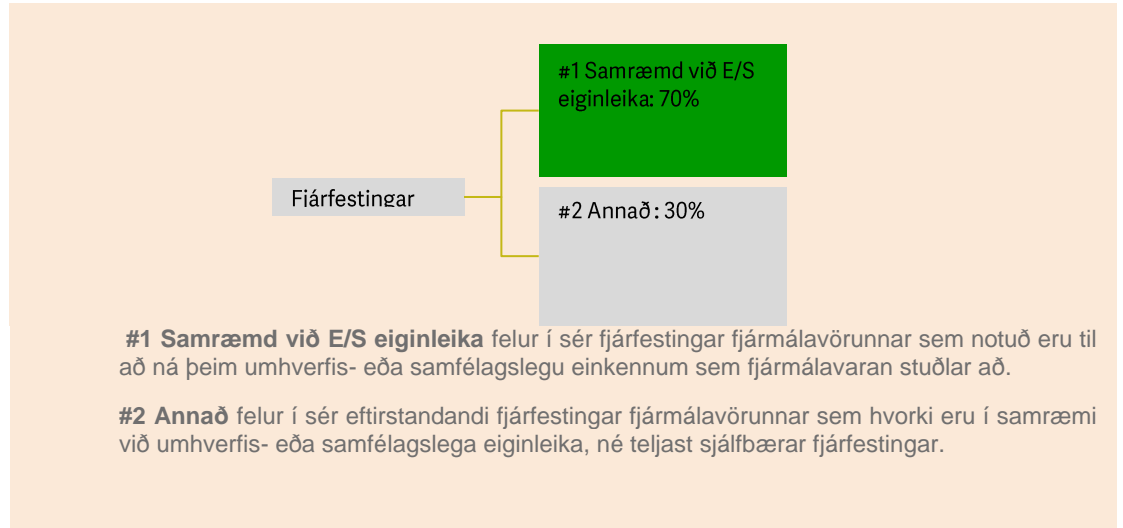 #1 Samræmd við E/S
eiginleika: 70%
Fjárfestingar
#2 Annað: 30%
#1 Samræmd við E/S eiginleika felur í sér fjárfestingar fjármálavörunnar sem notuð eru til
að ná þeim umhverfis- eða samfélagslegu einkennum sem fjármálavaran stuðlar að.
#2 Annað felur í sér eftirstandandi fjárfestingar fjármálavörunnar sem hvorki eru í samræmi
við umhverfis- eða samfélagslega eiginleika, né teljast sjálfbærar fjárfestingar.